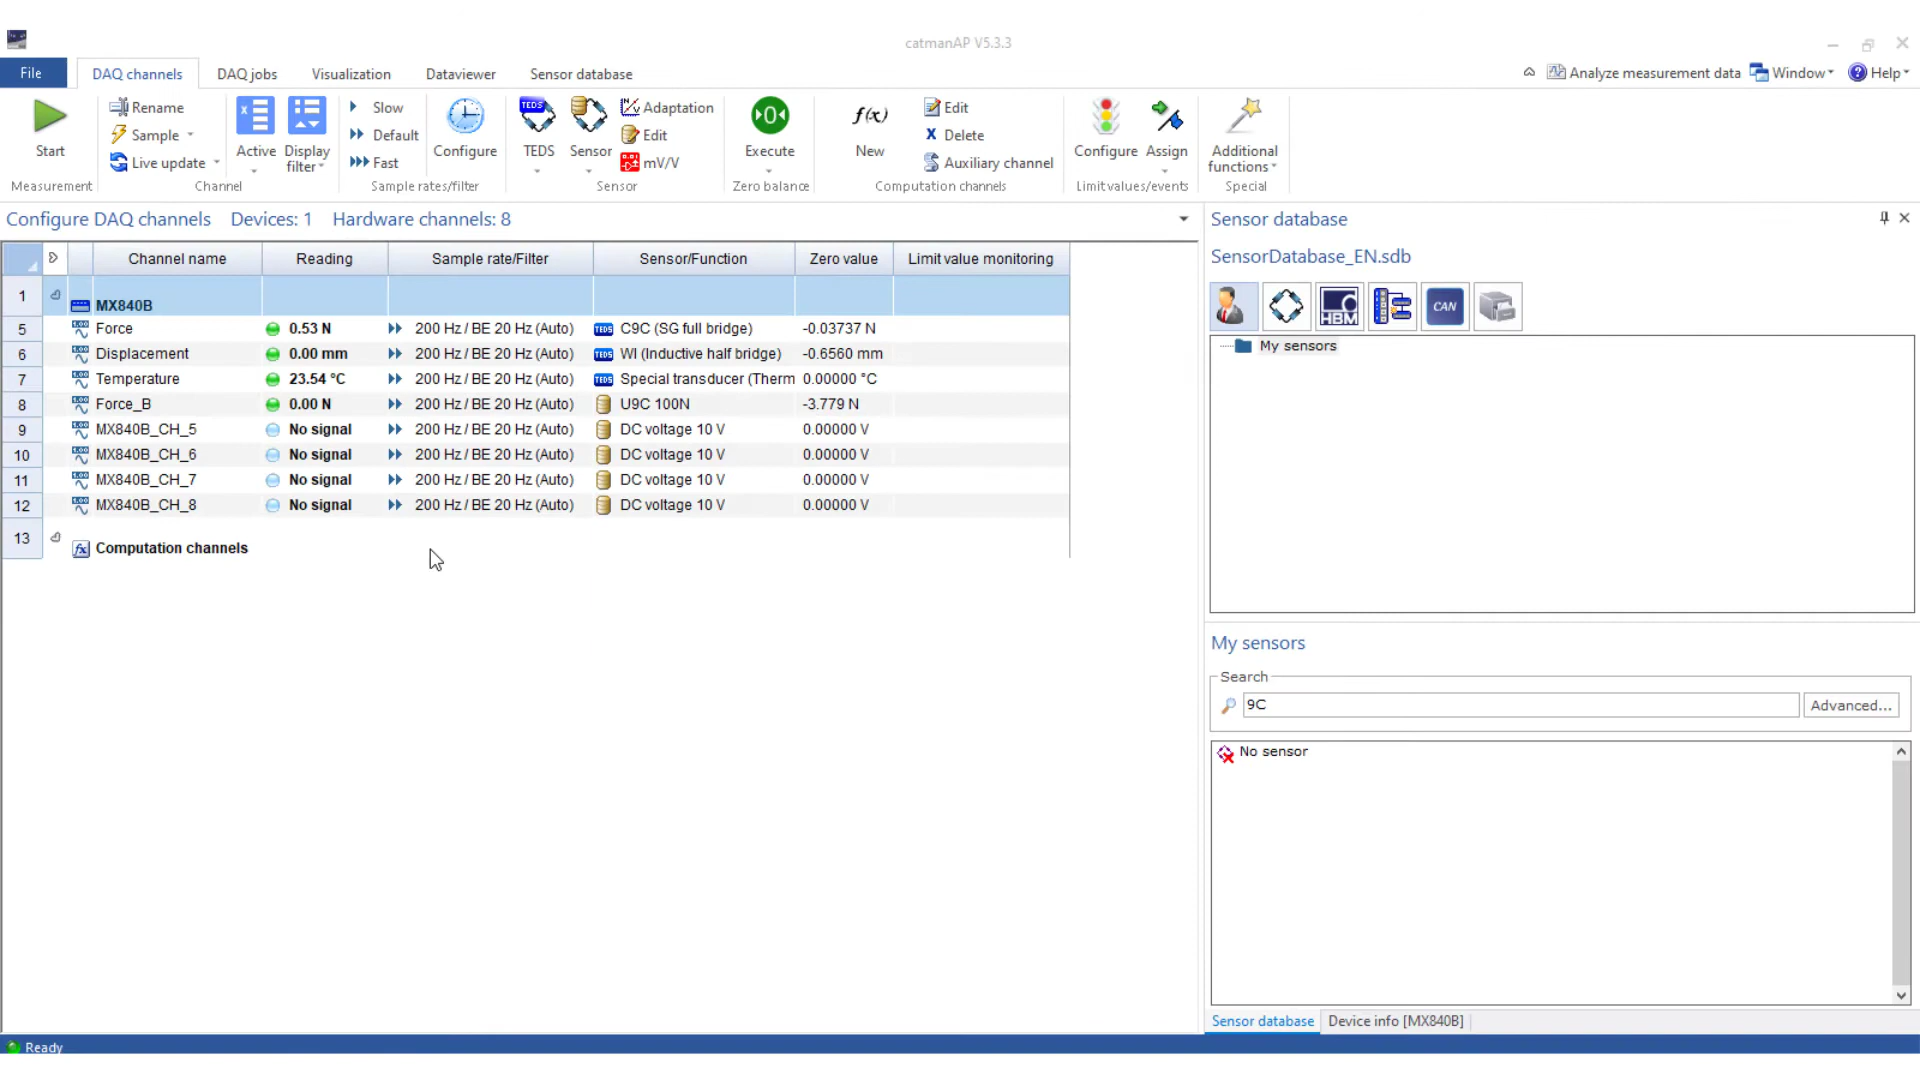 catmanAP V5.3.3
File DAQ channels DAQ jobs Visualization Dataviewer Sensor database Analyze measurement data Window Help
Start
Measurement
Rename
Sample
Live update
Active
Display filter
Channel
Slow
Default
Fast
Configure
Sample rates/filter
TEDS
TEDS
Sensor
Adaptation
Edit
mV/V
Sensor
0
Execute
Zero balance
f(x)
New
Edit
Delete
Auxiliary channel
Computation channels
Configure
Assign
Limit values/events
Additional functions
Special
Configure DAQ channels Devices: 1 Hardware channels: 8
Channel name Reading Sample rate/Filter Sensor/Function Zero value Limit value monitoring
1 MX840B
5 Force 0.53 N 200 Hz / BE 20 Hz (Auto) TEDS C9C (SG full bridge) -0.03737 N
6 Displacement 0.00 mm 200 Hz / BE 20 Hz (Auto) TEDS WI (Inductive half bridge) -0.6560 mm
7 Temperature 23.54 °C 200 Hz / BE 20 Hz (Auto) TEDS Special transducer (Therm 0.00000 °C
8 Force_B 0.00 N 200 Hz / BE 20 Hz (Auto) U9C 100N -3.779 N
9 MX840B_CH_5 No signal 200 Hz / BE 20 Hz (Auto) DC voltage 10 V 0.00000 V
10 MX840B_CH_6 No signal 200 Hz / BE 20 Hz (Auto) DC voltage 10 V 0.00000 V
11 MX840B_CH_7 No signal 200 Hz / BE 20 Hz (Auto) DC voltage 10 V 0.00000 V
12 MX840B_CH_8 No signal 200 Hz / BE 20 Hz (Auto) DC voltage 10 V 0.00000 V
13 fx Computation channels
Sensor database
SensorDatabase_EN.sdb
HBM CAN
My sensors
My sensors
Search
9C Advanced...
No sensor
Sensor database Device info [MX840B]
Ready